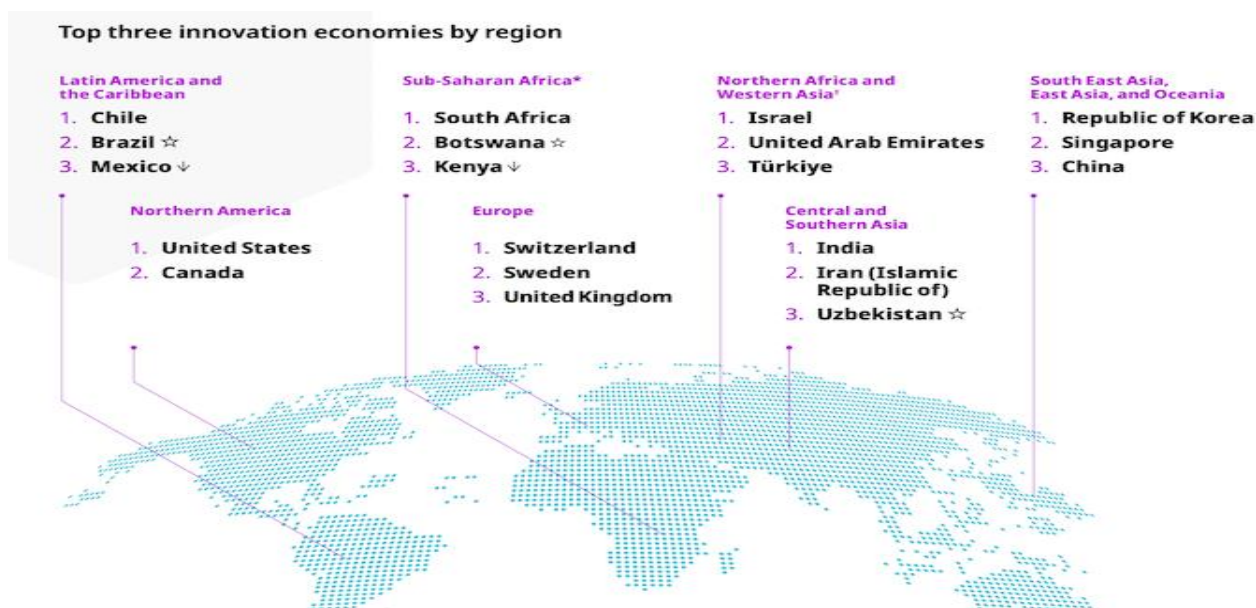 Top three innovation economies by region
Latin America and
the Caribbean
1. Chile
2. Brazil ☆
3. Mexico ↓
Sub-Saharan Africa*
1. South Africa
2. Botswana ☆
3. Kenya ↓
Northern Africa and
Western Asia†
1. Israel
2. United Arab Emirates
3. Türkiye
South East Asia,
East Asia, and Oceania
1. Republic of Korea
2. Singapore
3. China
Northern America
1. United States
2. Canada
Europe
1. Switzerland
2. Sweden
3. United Kingdom
Central and
Southern Asia
1. India
2. Iran (Islamic
Republic of)
3. Uzbekistan ☆